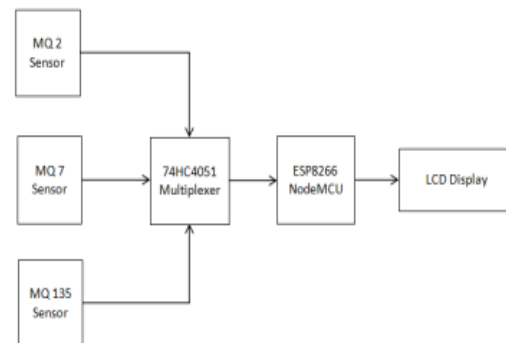 MQ 2
Sensor
MQ 7
Sensor
74HC4051
Multiplexer
ESP8266
NodeMCU
LCD Display
MQ 135
Sensor